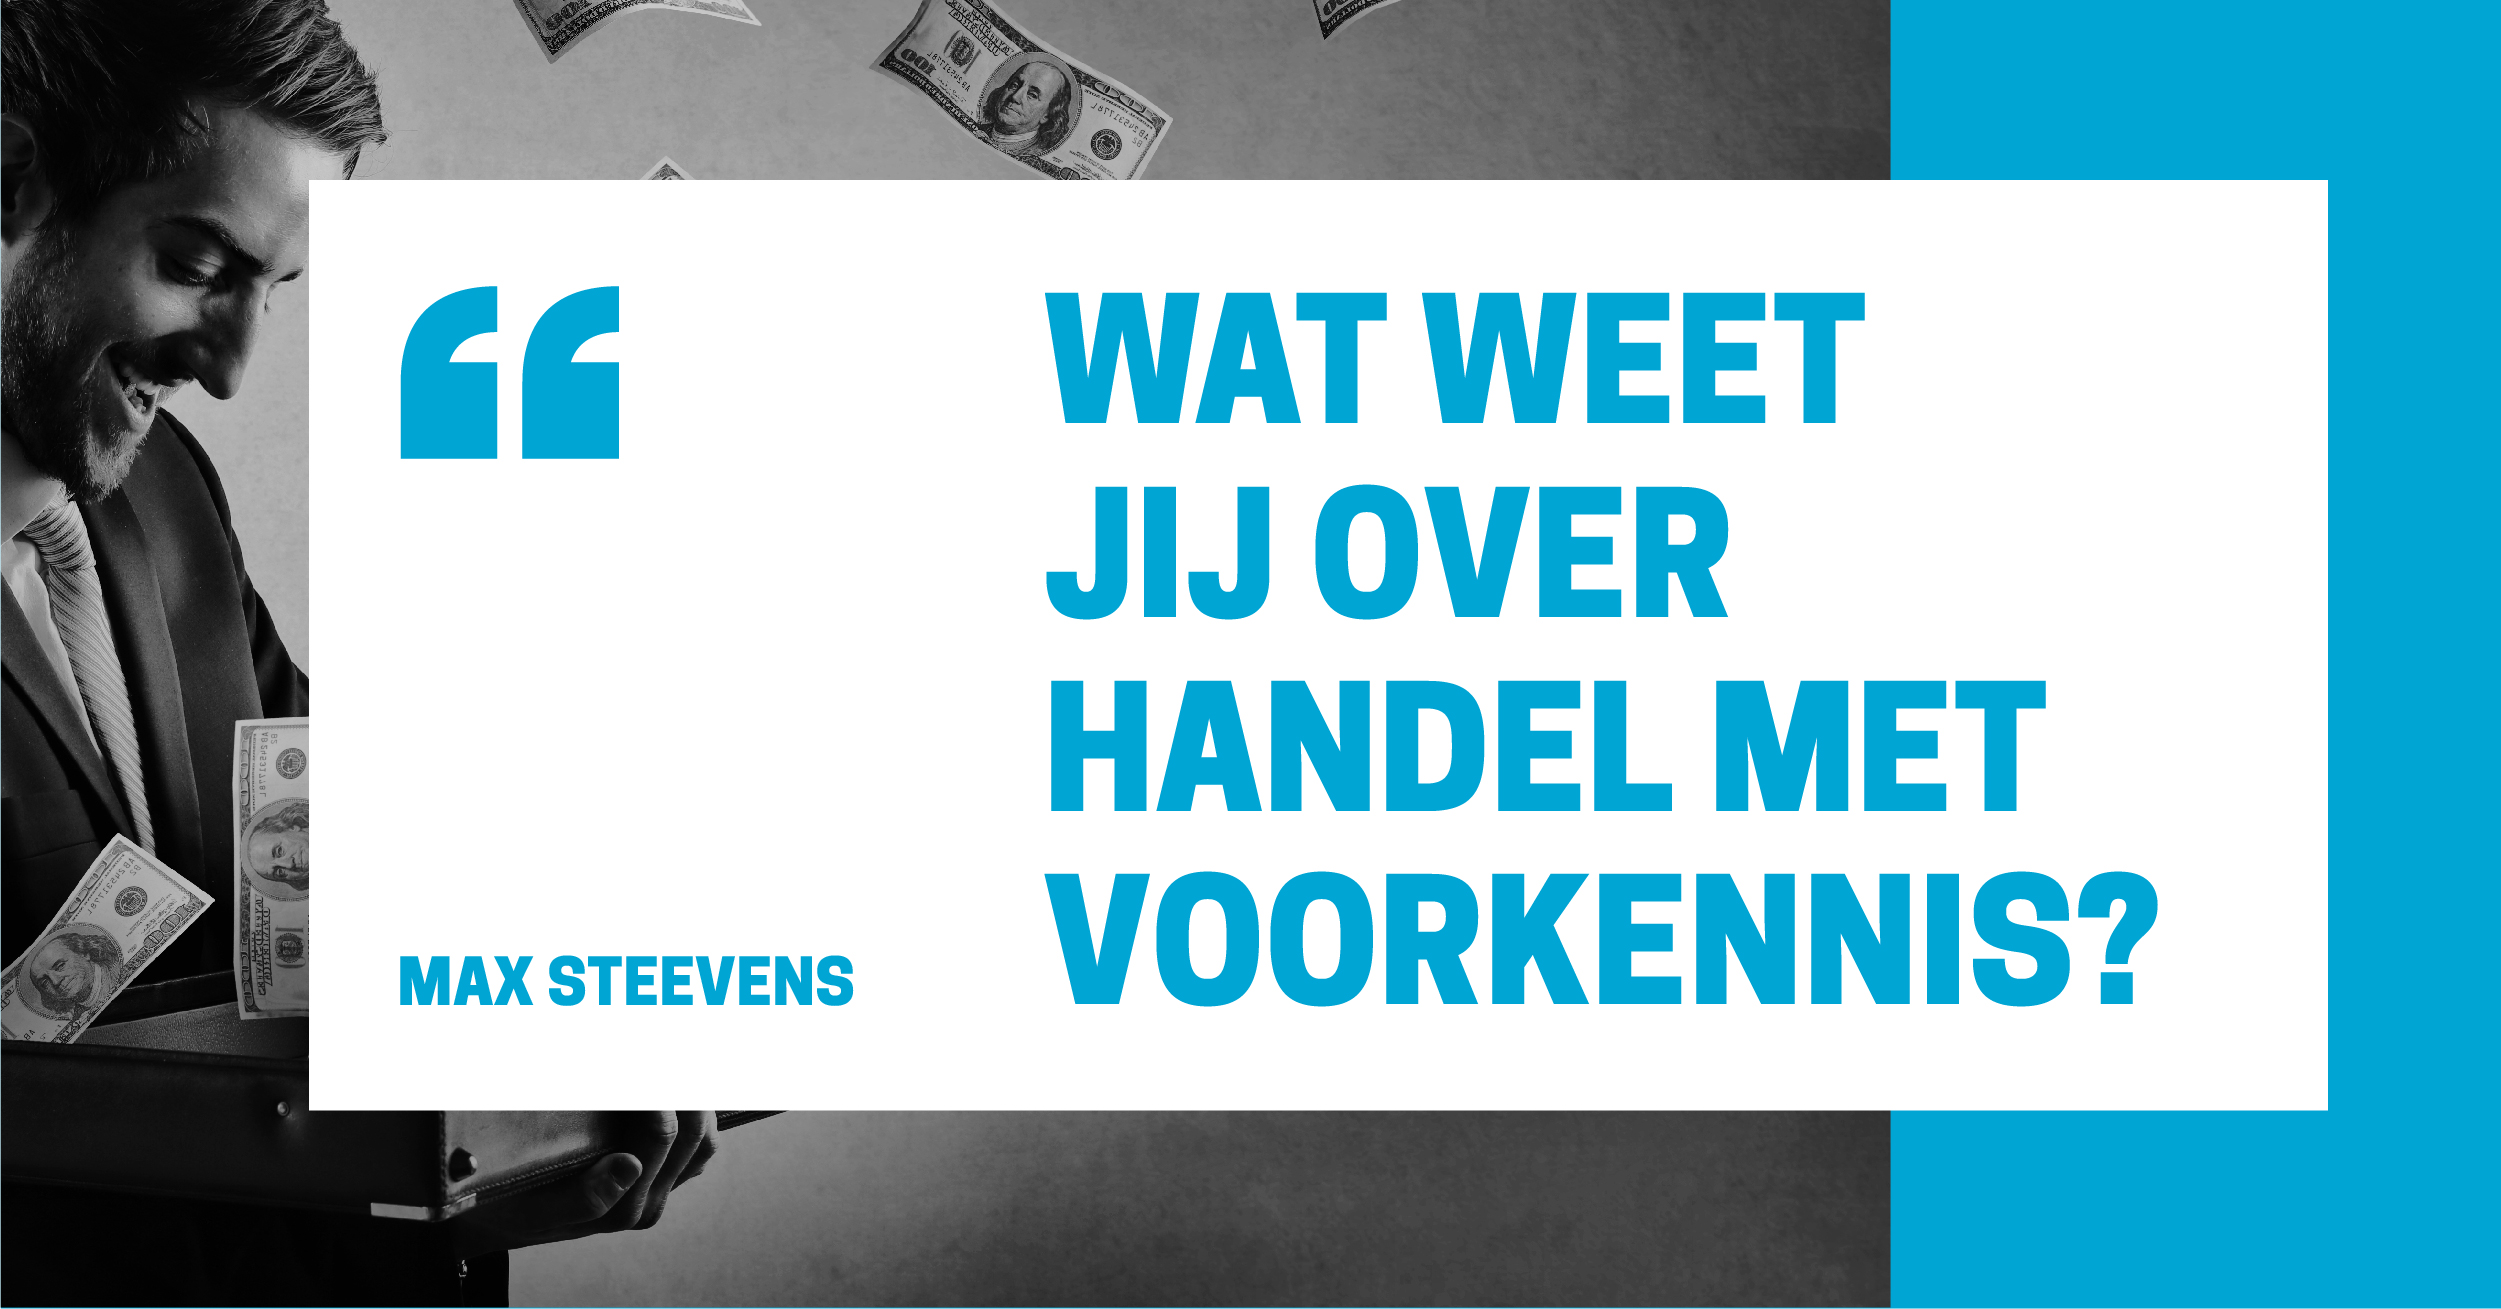 “
WAT WEET
JIJ OVER
HANDEL MET
VOORKENNIS?
MAX STEEVENS